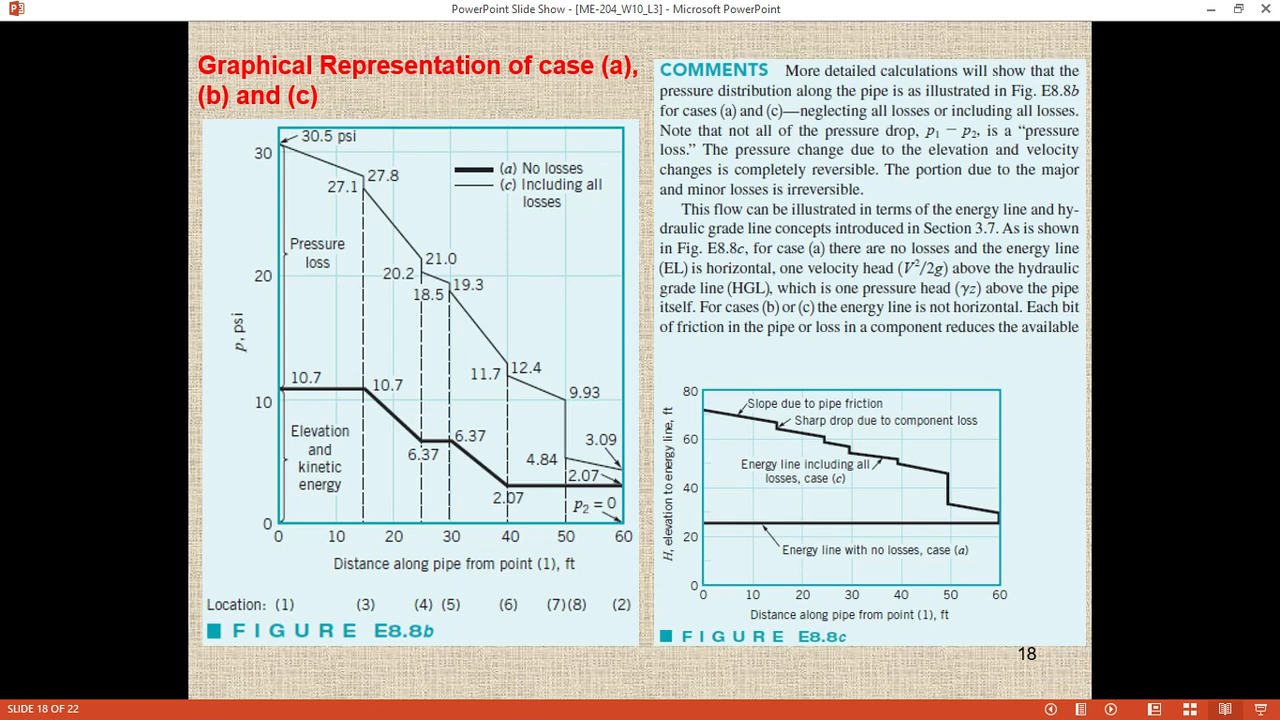 PowerPoint Slide Show - [ME-204_W10_L3] - Microsoft PowerPoint
Graphical Representation of case (a),
(b) and (c)
30.5 psi
30
27.8
27.1
(a) No losses
(c) Including all
losses
Pressure
loss
21.0
20
20.2
19.3
18.5
p, psi
12.4
11.7
10.7
10.7
10
9.93
Elevation
and
kinetic
energy
6.37
6.37
4.84
3.09
2.07
2.07
p₂ = 0
0
0 10 20 30 40 50 60
Distance along pipe from point (1), ft
Location: (1) (3) (4) (5) (6) (7) (8) (2)
FIGURE E8.8b
COMMENTS More detailed calculations will show that the
pressure distribution along the pipe is as illustrated in Fig. E8.8b
for cases (a) and (c)—neglecting all losses or including all losses.
Note that not all of the pressure drop, p₁ − p₂, is a “pressure
loss.” The pressure change due to the elevation and velocity
changes is completely reversible. The portion due to the major
and minor losses is irreversible.
This flow can be illustrated in terms of the energy line and hy-
draulic grade line concepts introduced in Section 3.7. As is shown
in Fig. E8.8c, for case (a) there are no losses and the energy line
(EL) is horizontal, one velocity head (V²/2g) above the hydraulic
grade line (HGL), which is one pressure head (γz) above the pipe
itself. For cases (b) or (c) the energy line is not horizontal. Each bit
of friction in the pipe or loss in a component reduces the available
80
Slope due to pipe friction
Sharp drop due to component loss
60
Energy line including all
losses, case (c)
40
20
Energy line with no losses, case (a)
0
H, elevation to energy line, ft
0 10 20 30 40 50 60
Distance along pipe from point (1), ft
FIGURE E8.8c
18
SLIDE 18 OF 22